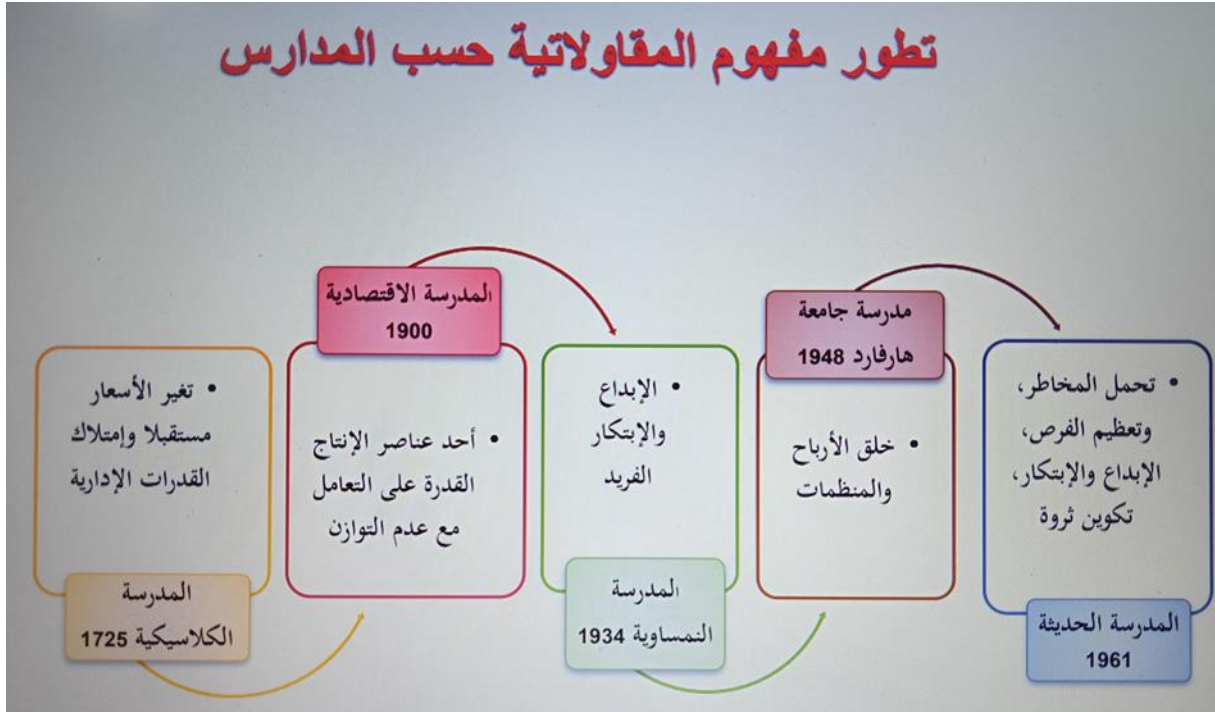 تطور مفهوم المقاولاتية حسب المدارس
• تغير الأسعار
مستقبلا وإمتلاك
القدرات الإدارية
المدرسة
الكلاسيكية 1725
المدرسة الاقتصادية
1900
• أحد عناصر الإنتاج
القدرة على التعامل
مع عدم التوازن
• الإبداع
والإبتكار
الفريد
المدرسة
النمساوية 1934
مدرسة جامعة
هارفارد 1948
• خلق الأرباح
والمنظمات
• تحمل المخاطر،
وتعظيم الفرص،
الإبداع والإبتكار،
تكوين ثروة
المدرسة الحديثة
1961